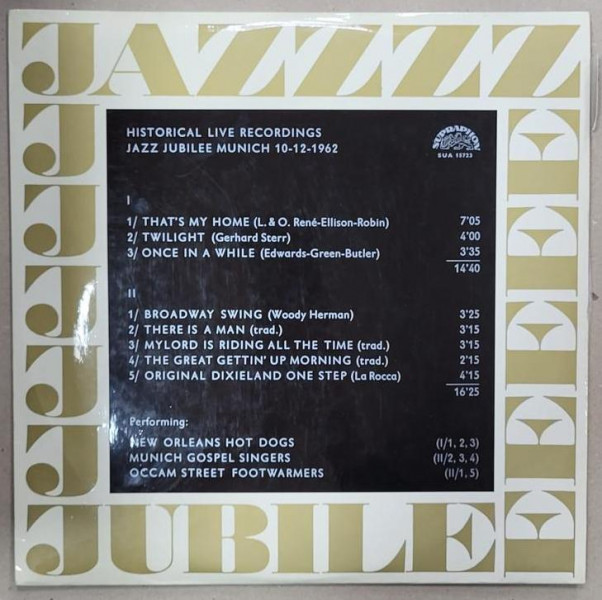 JAZZZZ
J
J
J
J
J
JUBILEE
E
E
E
E
E
HISTORICAL LIVE RECORDINGS
JAZZ JUBILEE MUNICH 10-12-1962
SUPRAPHON
SUA 15723
I
1/ THAT'S MY HOME (L. & O. René-Ellison-Robin) 7'05
2/ TWILIGHT (Gerhard Sterr) 4'00
3/ ONCE IN A WHILE (Edwards-Green-Butler) 3'35
14'40
II
1/ BROADWAY SWING (Woody Herman) 3'25
2/ THERE IS A MAN (trad.) 3'15
3/ MYLORD IS RIDING ALL THE TIME (trad.) 3'15
4/ THE GREAT GETTIN' UP MORNING (trad.) 2'15
5/ ORIGINAL DIXIELAND ONE STEP (La Rocca) 4'15
16'25
Performing:
NEW ORLEANS HOT DOGS (I/1, 2, 3)
MUNICH GOSPEL SINGERS (II/2, 3, 4)
OCCAM STREET FOOTWARMERS (II/1, 5)